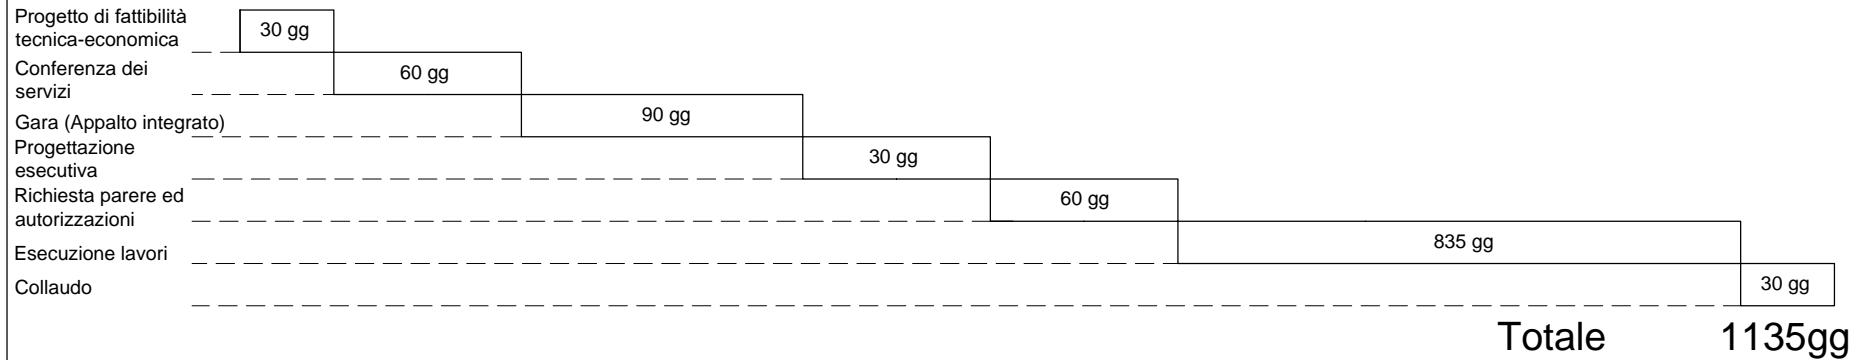 Progetto di fattibilità
tecnica-economica
30 gg
Conferenza dei
servizi
60 gg
Gara (Appalto integrato)
90 gg
Progettazione
esecutiva
30 gg
Richiesta parere ed
autorizzazioni
60 gg
Esecuzione lavori
835 gg
Collaudo
30 gg
Totale 1135gg